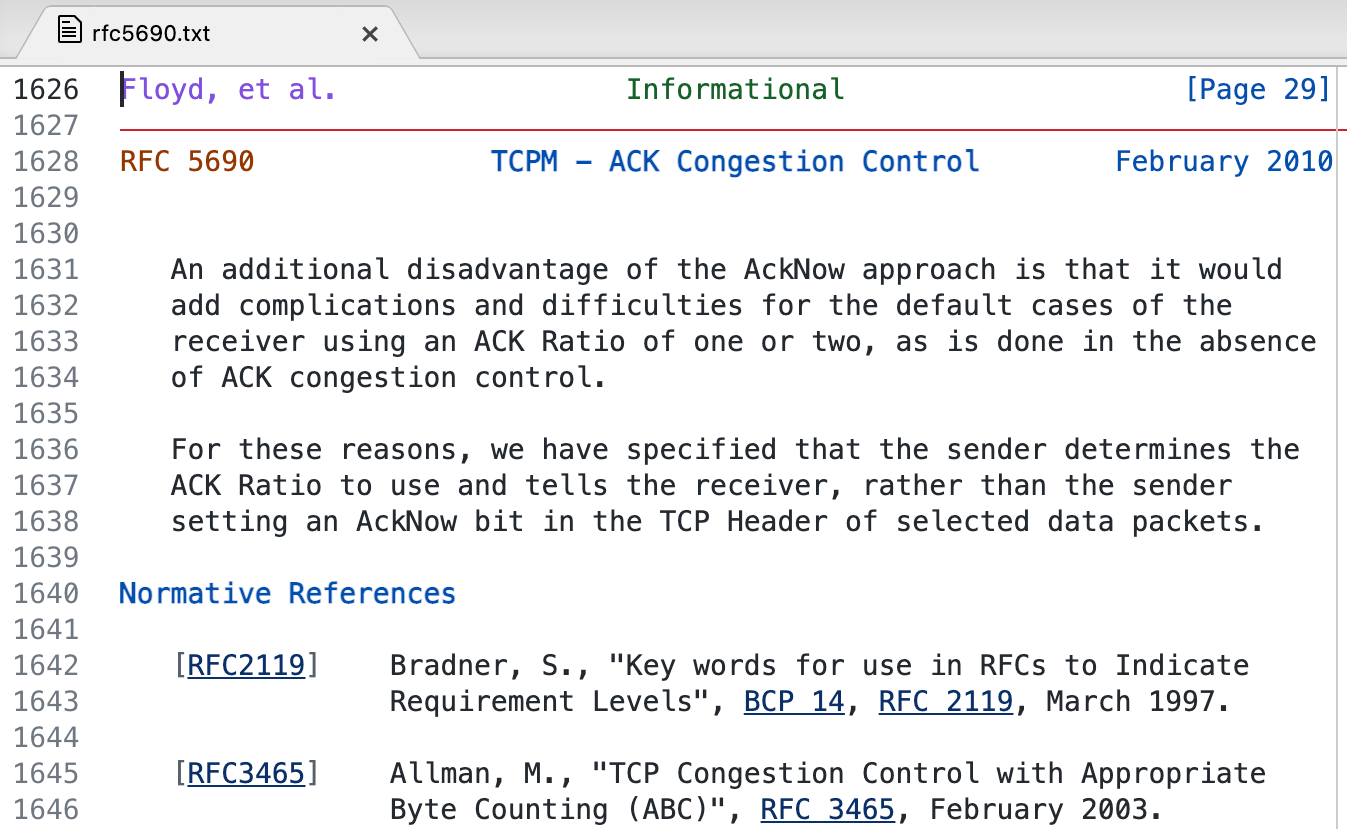 rfc5690.txt ×
1626 Floyd, et al. Informational [Page 29]
1627
1628 RFC 5690 TCPM – ACK Congestion Control February 2010
1629
1630
1631 An additional disadvantage of the AckNow approach is that it would
1632 add complications and difficulties for the default cases of the
1633 receiver using an ACK Ratio of one or two, as is done in the absence
1634 of ACK congestion control.
1635
1636 For these reasons, we have specified that the sender determines the
1637 ACK Ratio to use and tells the receiver, rather than the sender
1638 setting an AckNow bit in the TCP Header of selected data packets.
1639
1640 Normative References
1641
1642 [RFC2119] Bradner, S., "Key words for use in RFCs to Indicate
1643 Requirement Levels", BCP 14, RFC 2119, March 1997.
1644
1645 [RFC3465] Allman, M., "TCP Congestion Control with Appropriate
1646 Byte Counting (ABC)", RFC 3465, February 2003.